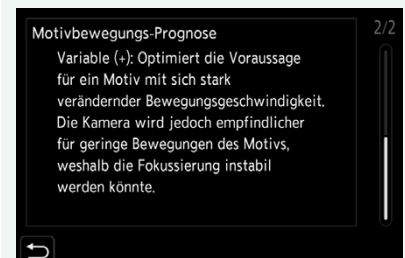 Motivbewegungs-Prognose
2/2
Variable (+): Optimiert die Voraussage
für ein Motiv mit sich stark
verändernder Bewegungsgeschwindigkeit.
Die Kamera wird jedoch empfindlicher
für geringe Bewegungen des Motivs,
weshalb die Fokussierung instabil
werden könnte.